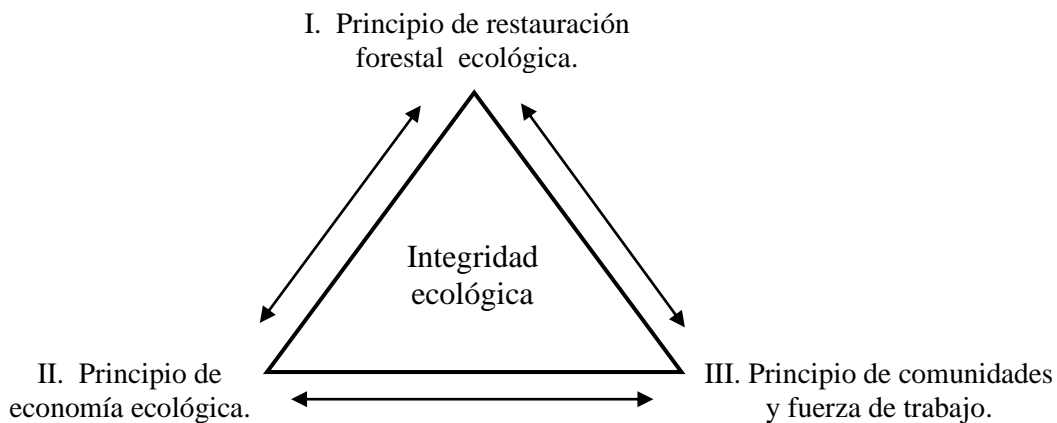 I. Principio de restauración
forestal ecológica.
Integridad
ecológica
II. Principio de
economía ecológica.
III. Principio de comunidades
y fuerza de trabajo.